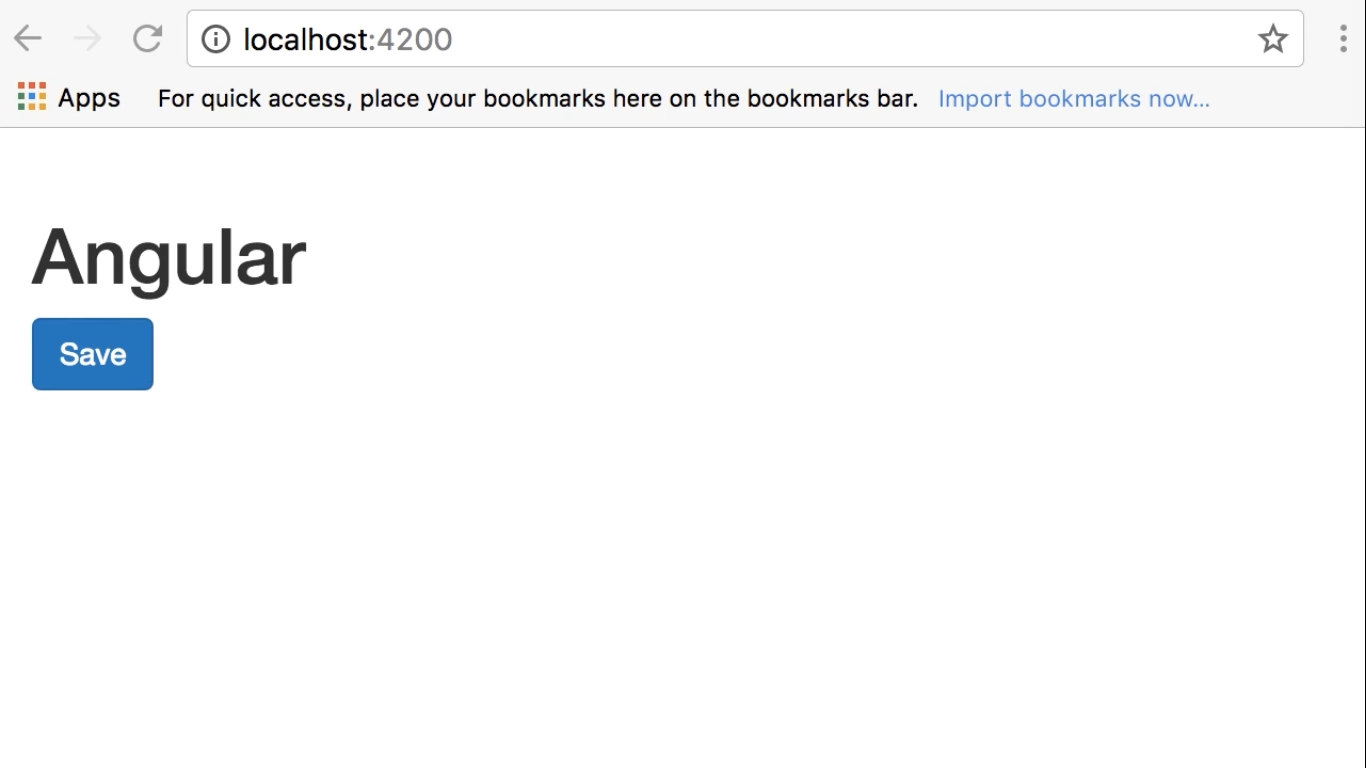 localhost:4200
Apps For quick access, place your bookmarks here on the bookmarks bar. Import bookmarks now...
Angular
Save